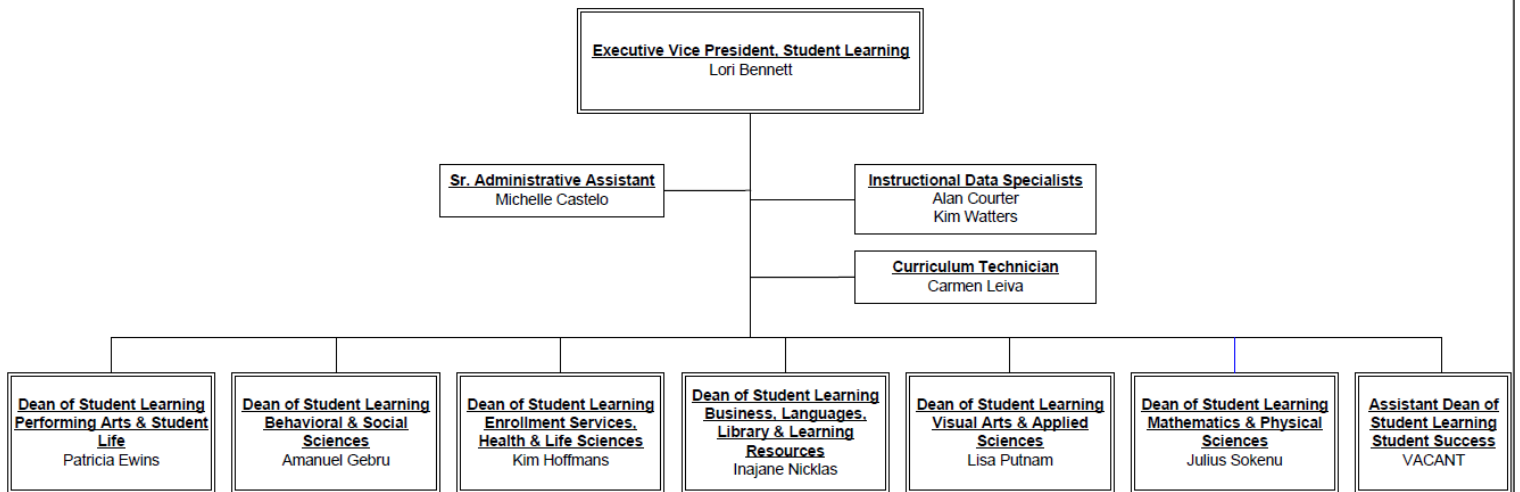 Executive Vice President, Student Learning
Lori Bennett
Sr. Administrative Assistant
Michelle Castelo
Instructional Data Specialists
Alan Courter
Kim Watters
Curriculum Technician
Carmen Leiva
Dean of Student Learning
Performing Arts & Student
Life
Patricia Ewins
Dean of Student Learning
Behavioral & Social
Sciences
Amanuel Gebru
Dean of Student Learning
Enrollment Services,
Health & Life Sciences
Kim Hoffmans
Dean of Student Learning
Business, Languages,
Library & Learning
Resources
Inajane Nicklas
Dean of Student Learning
Visual Arts & Applied
Sciences
Lisa Putnam
Dean of Student Learning
Mathematics & Physical
Sciences
Julius Sokenu
Assistant Dean of
Student Learning
Student Success
VACANT